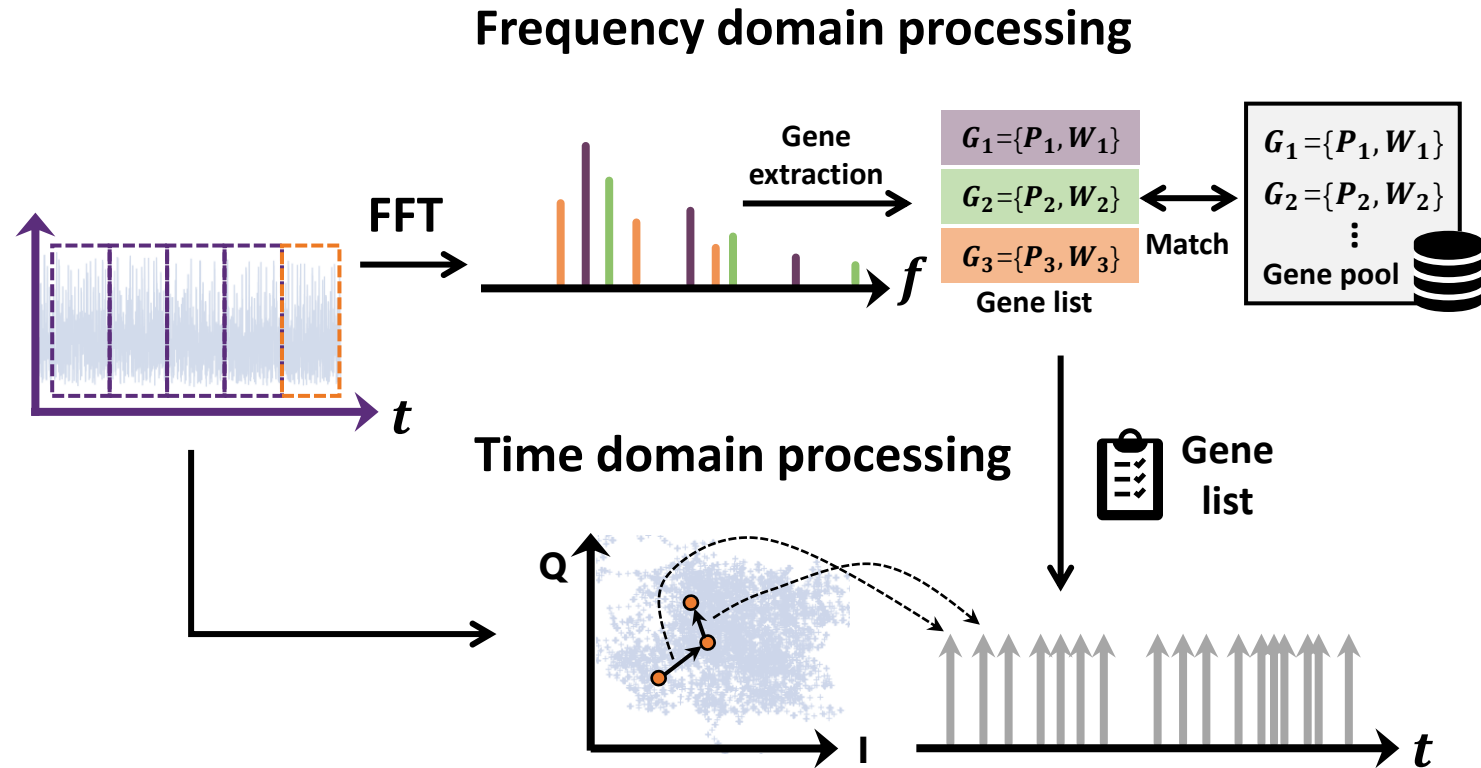 Frequency domain processing
FFT
t
f
Gene
extraction
G₁={P₁, W₁}
G₂={P₂, W₂}
G₃={P₃, W₃}
Gene list
Match
G₁={P₁, W₁}
G₂={P₂, W₂}
⋮
Gene pool
Time domain processing
Gene
list
Q
I
t